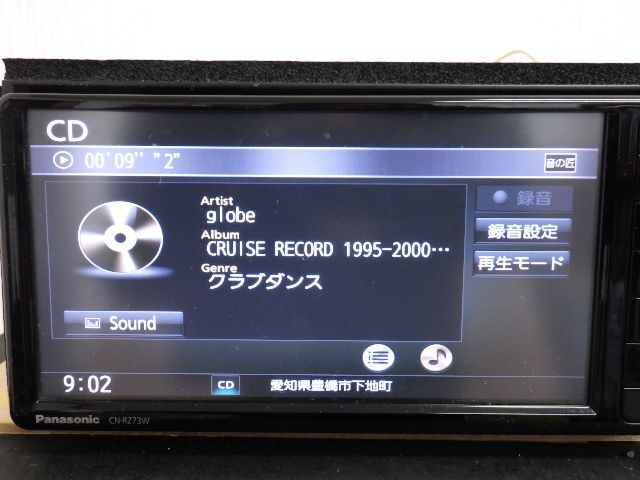 CD
00'09'' "2"
音の匠
Artist
globe
Album
CRUISE RECORD 1995-2000…
Genre
クラブダンス
録音
録音設定
再生モード
Sound
9:02
CD
愛知県豊橋市下地町
Panasonic CN-RZ73W